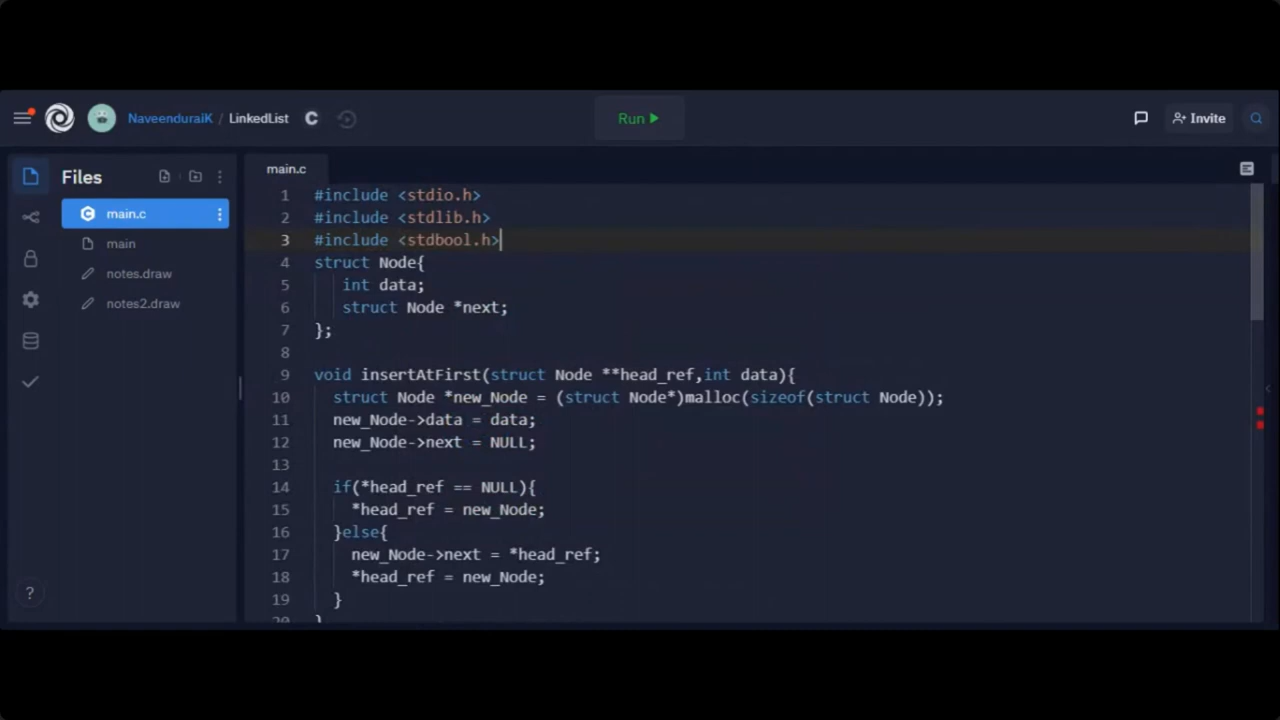 NaveenduraiK / LinkedList
Run
Invite
Files
main.c
main
notes.draw
notes2.draw
?
main.c
1 #include <stdio.h>
2 #include <stdlib.h>
3 #include <stdbool.h>
4 struct Node{
5 int data;
6 struct Node *next;
7 };
8
9 void insertAtFirst(struct Node **head_ref,int data){
10 struct Node *new_Node = (struct Node*)malloc(sizeof(struct Node));
11 new_Node->data = data;
12 new_Node->next = NULL;
13
14 if(*head_ref == NULL){
15 *head_ref = new_Node;
16 }else{
17 new_Node->next = *head_ref;
18 *head_ref = new_Node;
19 }
20 }